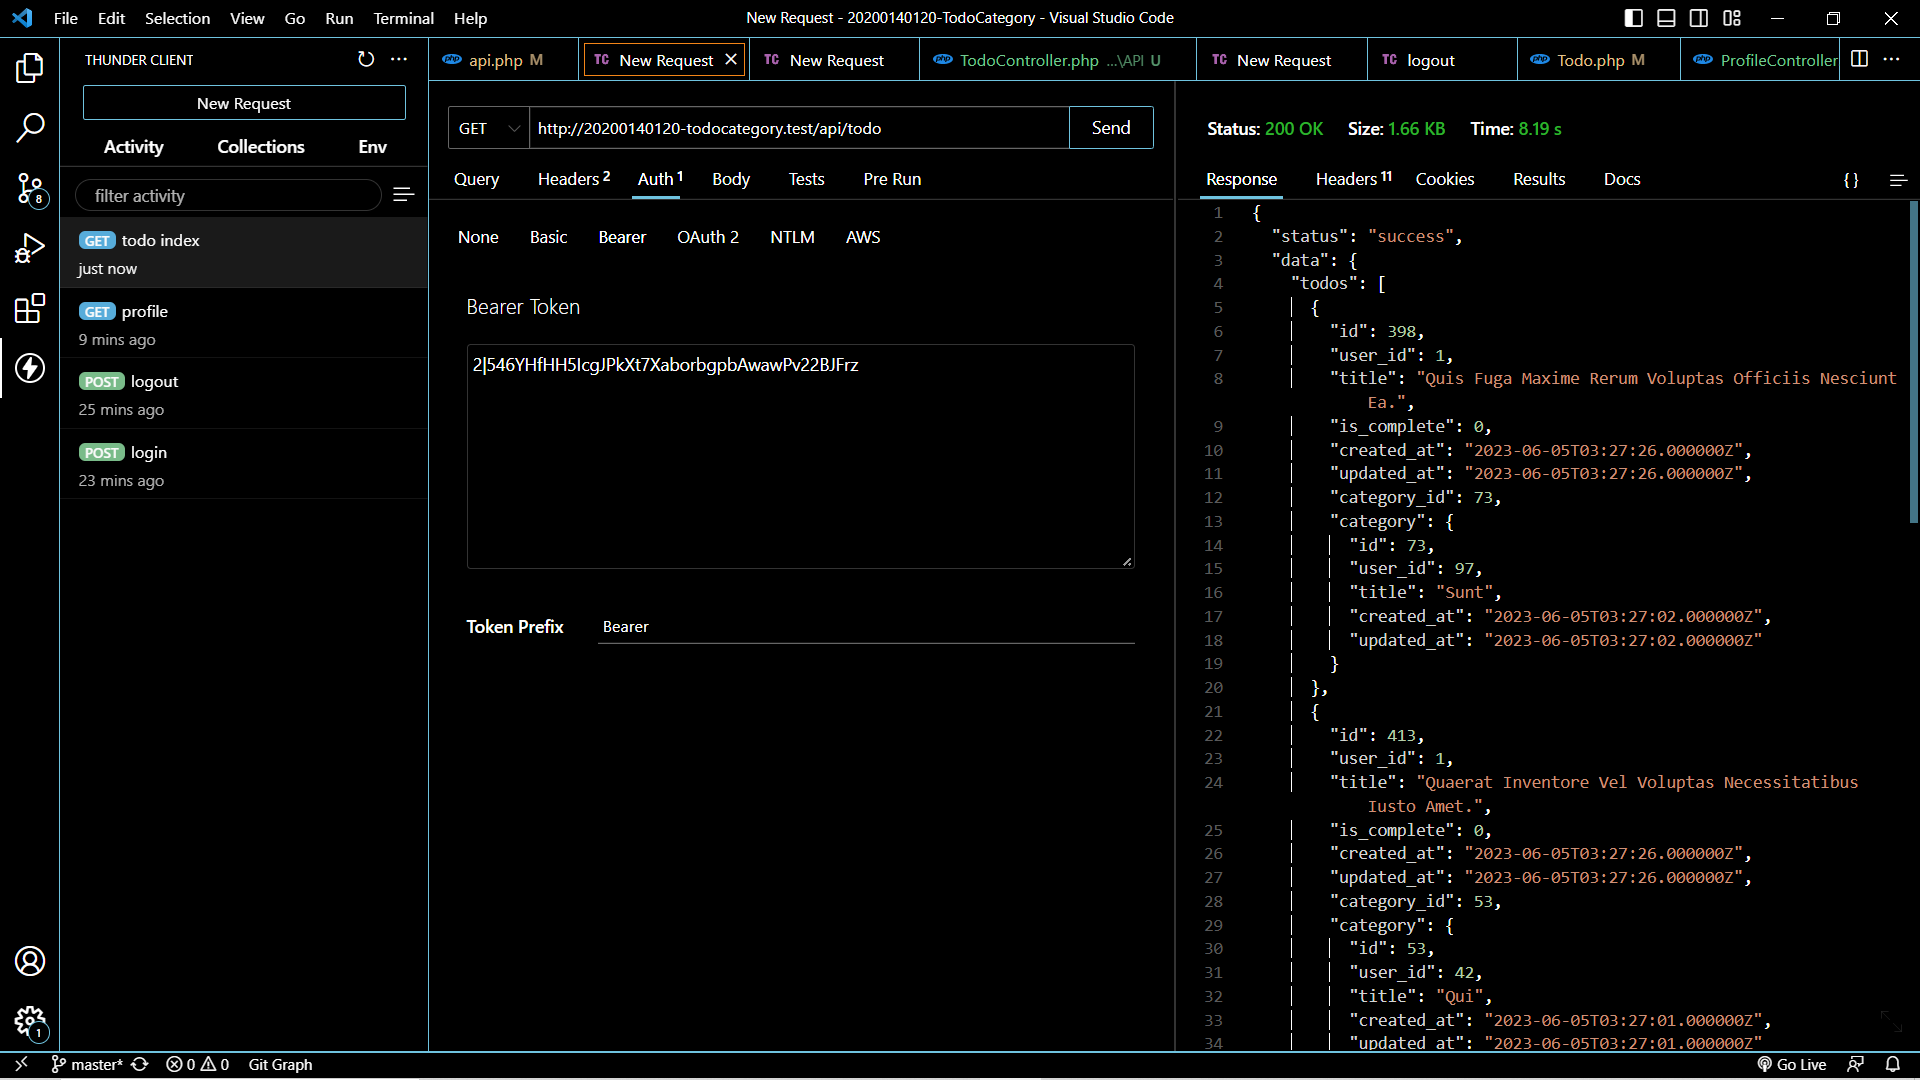 File Edit Selection View Go Run Terminal Help
New Request - 20200140120-TodoCategory - Visual Studio Code
THUNDER CLIENT
New Request
Activity Collections Env
filter activity
GET todo index
just now
GET profile
9 mins ago
POST logout
25 mins ago
POST login
23 mins ago
8
1
php api.php M
TC New Request
TC New Request
php TodoController.php ...\API U
TC New Request
TC logout
php Todo.php M
php ProfileController
GET http://20200140120-todocategory.test/api/todo Send
Query Headers 2 Auth 1 Body Tests Pre Run
None Basic Bearer OAuth 2 NTLM AWS
Bearer Token
2|546YHfHH5IcgJPkXt7XaborbgpbAwawPv22BJFrz
Token Prefix Bearer
Status: 200 OK Size: 1.66 KB Time: 8.19 s
Response Headers 11 Cookies Results Docs {}
1 {
2 "status": "success",
3 "data": {
4 "todos": [
5 {
6 "id": 398,
7 "user_id": 1,
8 "title": "Quis Fuga Maxime Rerum Voluptas Officiis Nesciunt
Ea.",
9 "is_complete": 0,
10 "created_at": "2023-06-05T03:27:26.000000Z",
11 "updated_at": "2023-06-05T03:27:26.000000Z",
12 "category_id": 73,
13 "category": {
14 "id": 73,
15 "user_id": 97,
16 "title": "Sunt",
17 "created_at": "2023-06-05T03:27:02.000000Z",
18 "updated_at": "2023-06-05T03:27:02.000000Z"
19 }
20 },
21 {
22 "id": 413,
23 "user_id": 1,
24 "title": "Quaerat Inventore Vel Voluptas Necessitatibus
Iusto Amet.",
25 "is_complete": 0,
26 "created_at": "2023-06-05T03:27:26.000000Z",
27 "updated_at": "2023-06-05T03:27:26.000000Z",
28 "category_id": 53,
29 "category": {
30 "id": 53,
31 "user_id": 42,
32 "title": "Qui",
33 "created_at": "2023-06-05T03:27:01.000000Z",
34 "updated_at": "2023-06-05T03:27:01.000000Z"
master* 0 0 Git Graph
Go Live